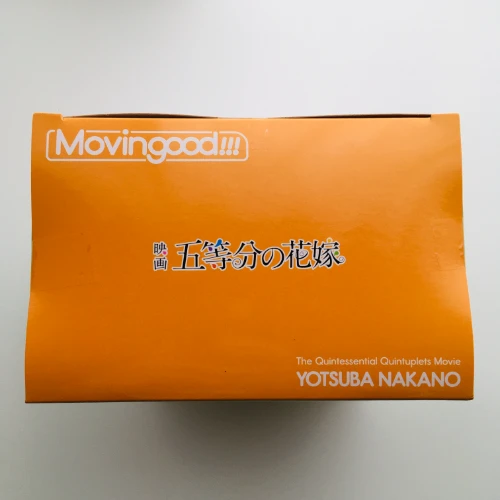 Movingood!!!
映画 五等分の花嫁
The Quintessential Quintuplets Movie
YOTSUBA NAKANO